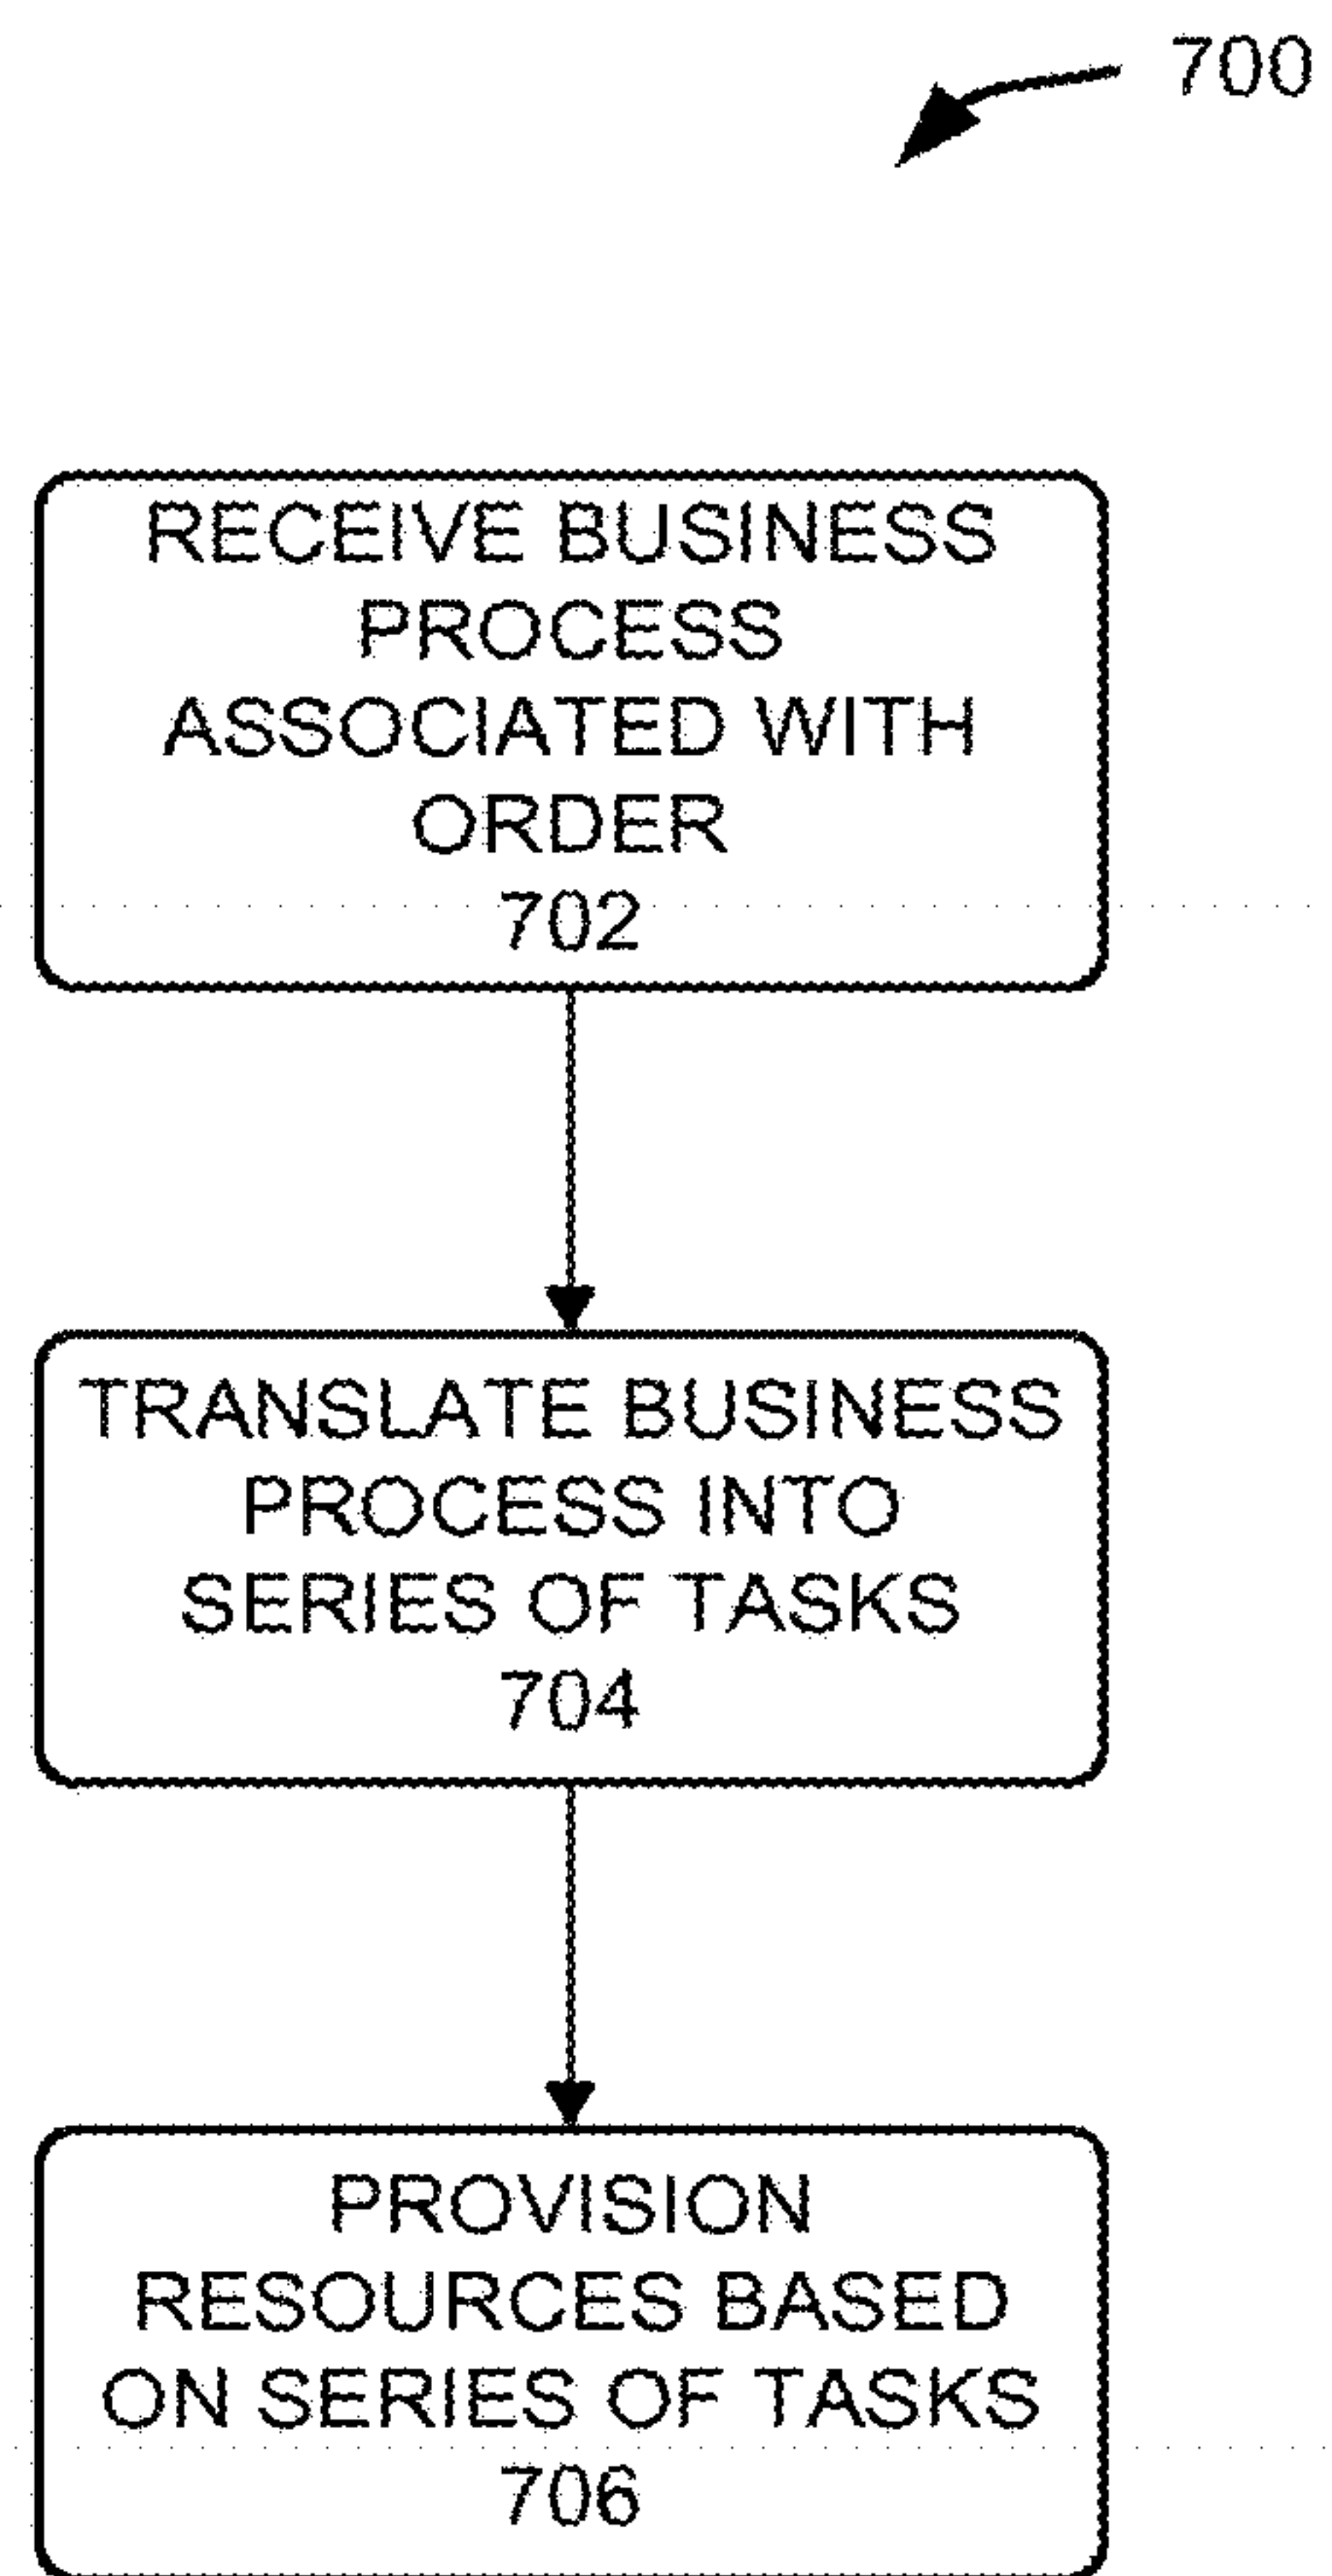 700
RECEIVE BUSINESS
PROCESS
ASSOCIATED WITH
ORDER
702
TRANSLATE BUSINESS
PROCESS INTO
SERIES OF TASKS
704
PROVISION
RESOURCES BASED
ON SERIES OF TASKS
706